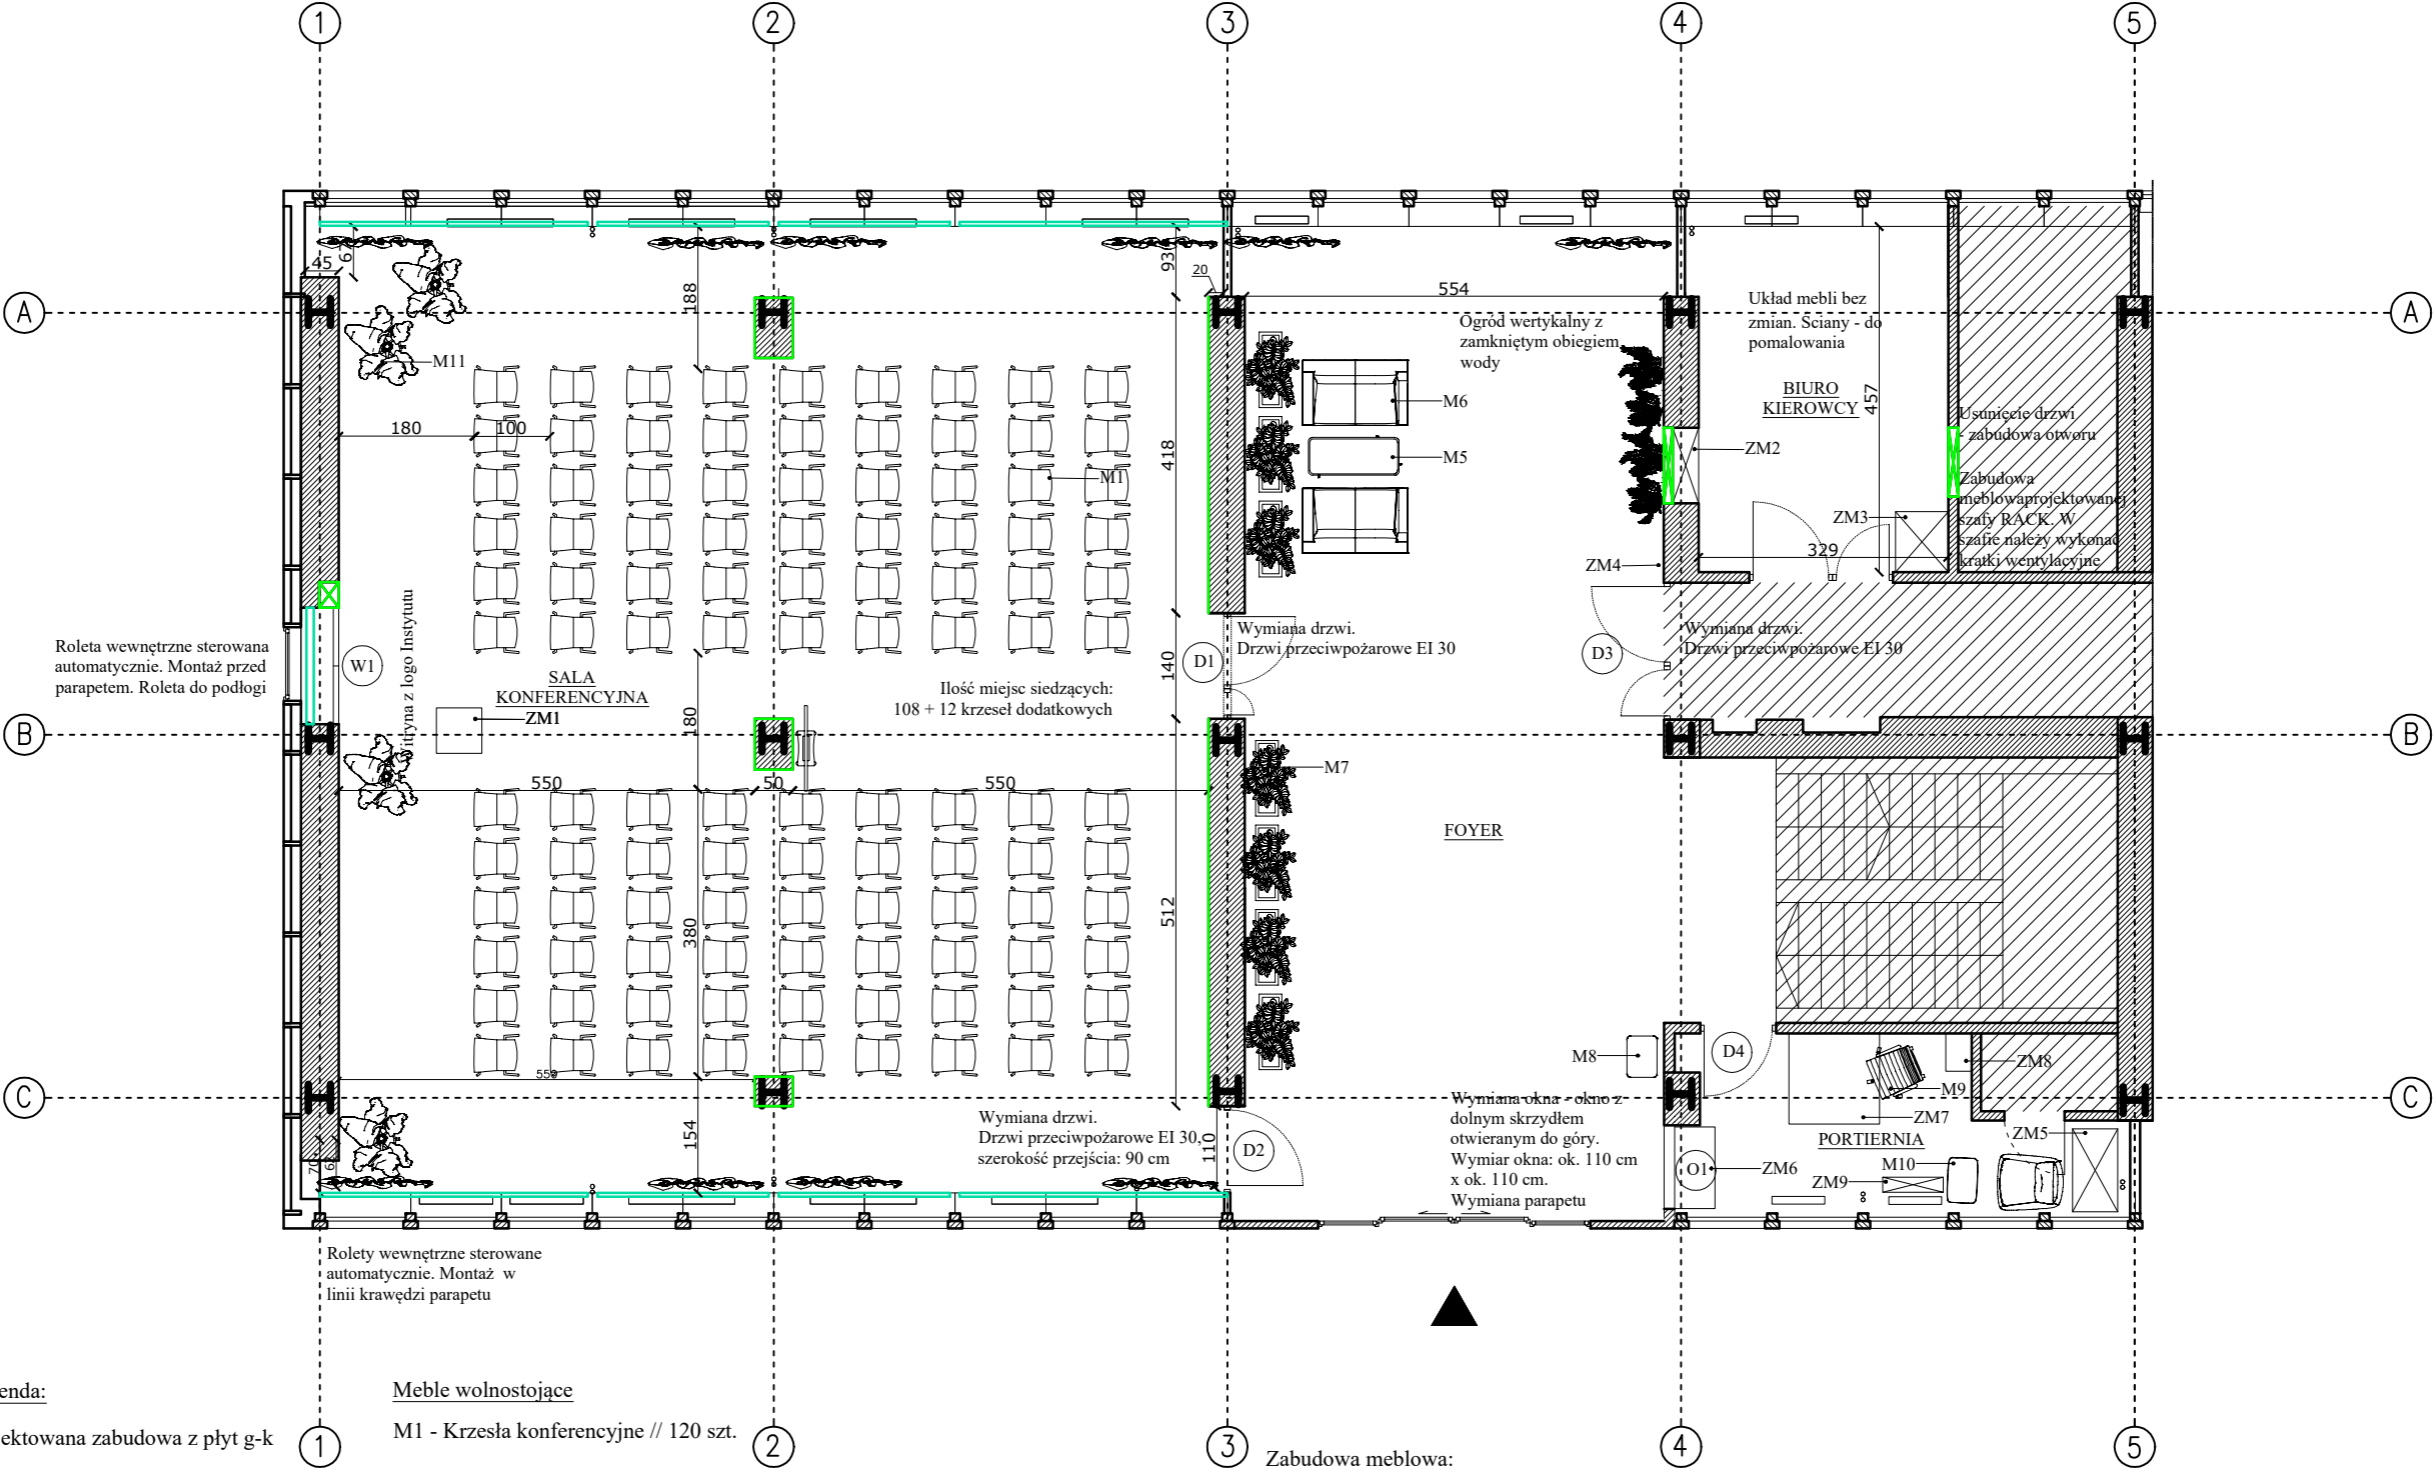 1
2
3
4
5
A
A
45
67
188
93
20
554
Układ mebli bez
zmian. Sciany - do
pomalowania
Ogród wertykalny z
zamkniętym obiegiem
wody
M11
BIURO
KIEROWCY
457
M6
Usunięcie drzwi
- zabudowa otworu
180
100
418
M5
ZM2
M1
Zabudowa
meblowaprojektowanej
szafy RACK. W
szafie należy wykonać
kratki wentylacyjne
ZM3
329
ZM4
Roleta wewnętrzne sterowana
automatycznie. Montaż przed
parapetem. Roleta do podłogi
W1
Vitryna z logo Instytutu
SALA
KONFERENCYJNA
ZM1
180
Ilość miejsc siedzących:
108 + 12 krzeseł dodatkowych
140
D1
Wymiana drzwi.
Drzwi przeciwpożarowe EI 30
D3
Wymiana drzwi.
Drzwi przeciwpożarowe EI 30
B
B
M7
550
50
550
FOYER
380
512
M8
D4
ZM8
M9
ZM7
550
C
C
154
Wymiana drzwi.
Drzwi przeciwpożarowe EI 30,
szerokość przejścia: 90 cm
110
D2
Wymiana okna - okno z
dolnym skrzydłem
otwieranym do góry.
Wymiar okna: ok. 110 cm
x ok. 110 cm.
Wymiana parapetu
PORTIERNIA
ZM5
O1
ZM6
M10
ZM9
70
Rolety wewnętrzne sterowane
automatycznie. Montaż w
linii krawędzi parapetu
enda:
ektowana zabudowa z płyt g-k
Meble wolnostojące
M1 - Krzesła konferencyjne // 120 szt.
Zabudowa meblowa:
1
2
3
4
5